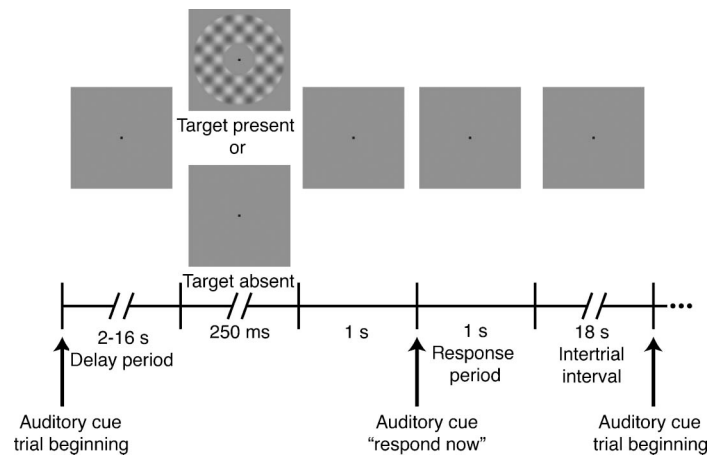 Target present
or
Target absent
2-16 s
Delay period
250 ms
1 s
1 s
Response
period
18 s
Intertrial
interval
Auditory cue
trial beginning
Auditory cue
“respond now”
Auditory cue
trial beginning